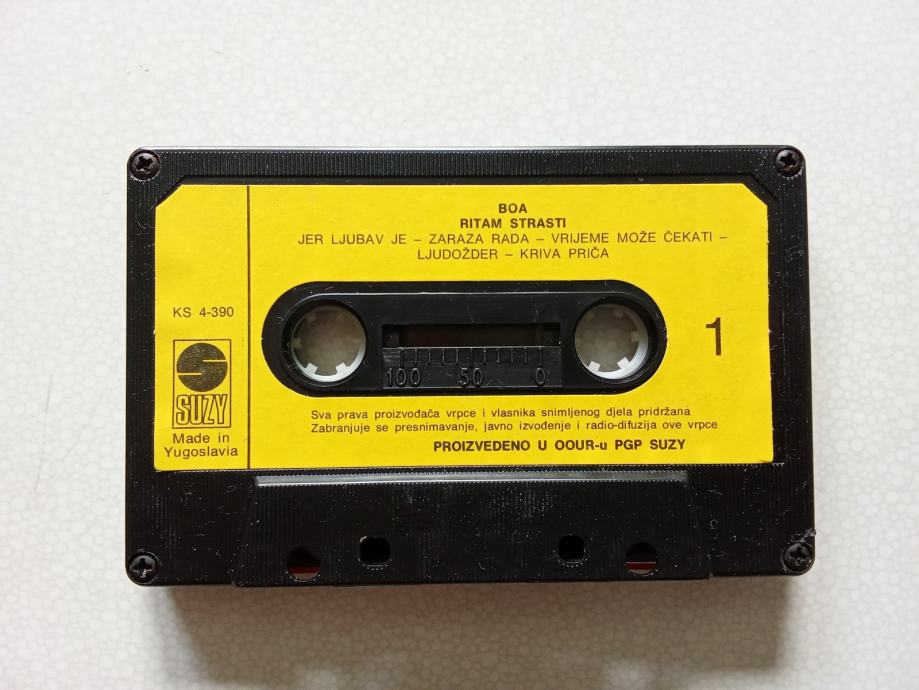 BOA
RITAM STRASTI
JER LJUBAV JE – ZARAZA RADA – VRIJEME MOŽE ČEKATI –
LJUDOŽDER – KRIVA PRIČA
KS 4-390
1
100 50 0
SUZY
Made in
Yugoslavia
Sva prava proizvođača vrpce i vlasnika snimljenog djela pridržana
Zabranjuje se presnimavanje, javno izvođenje i radio-difuzija ove vrpce
PROIZVEDENO U OOUR-u PGP SUZY